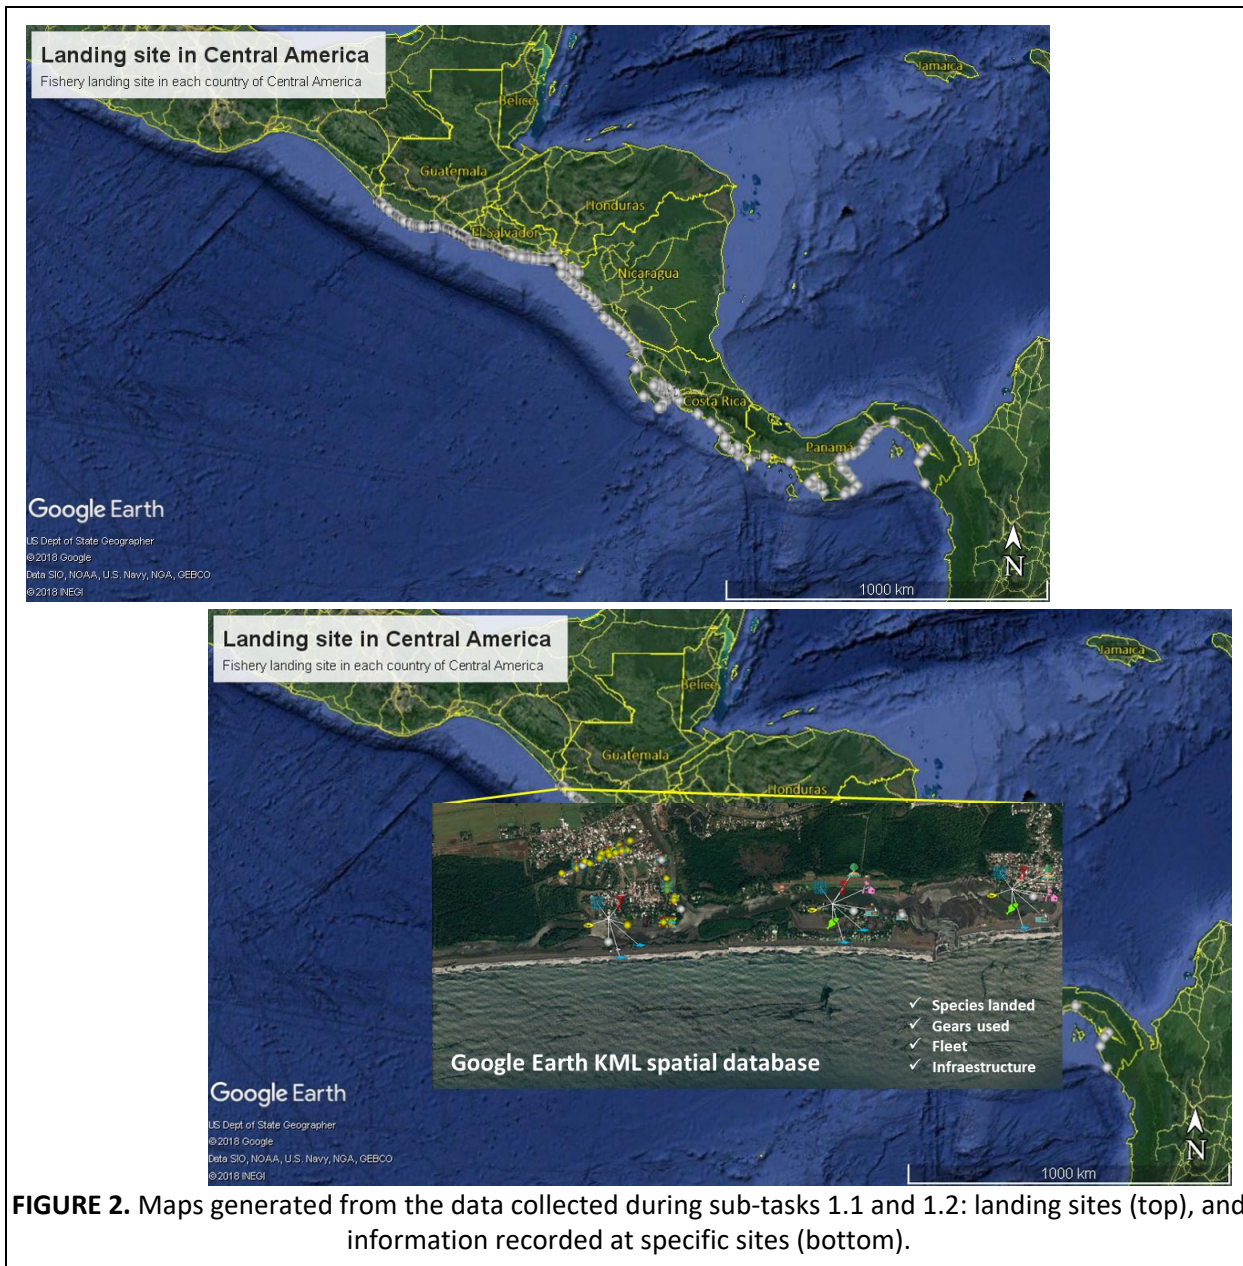 Landing site in Central America
Fishery landing site in each country of Central America
Jamaica
Belice
Guatemala
Honduras
El Salvador
Nicaragua
Costa Rica
Panamá
Google Earth
US Dept of State Geographer
©2018 Google
Data SIO, NOAA, U.S. Navy, NGA, GEBCO
©2018 INEGI
1000 km
N
Landing site in Central America
Fishery landing site in each country of Central America
Jamaica
Belice
Guatemala
Honduras
✓ Species landed
✓ Gears used
✓ Fleet
✓ Infraestructure
Google Earth KML spatial database
Google Earth
US Dept of State Geographer
©2018 Google
Data SIO, NOAA, U.S. Navy, NGA, GEBCO
©2018 INEGI
1000 km
N
FIGURE 2. Maps generated from the data collected during sub-tasks 1.1 and 1.2: landing sites (top), and
information recorded at specific sites (bottom).